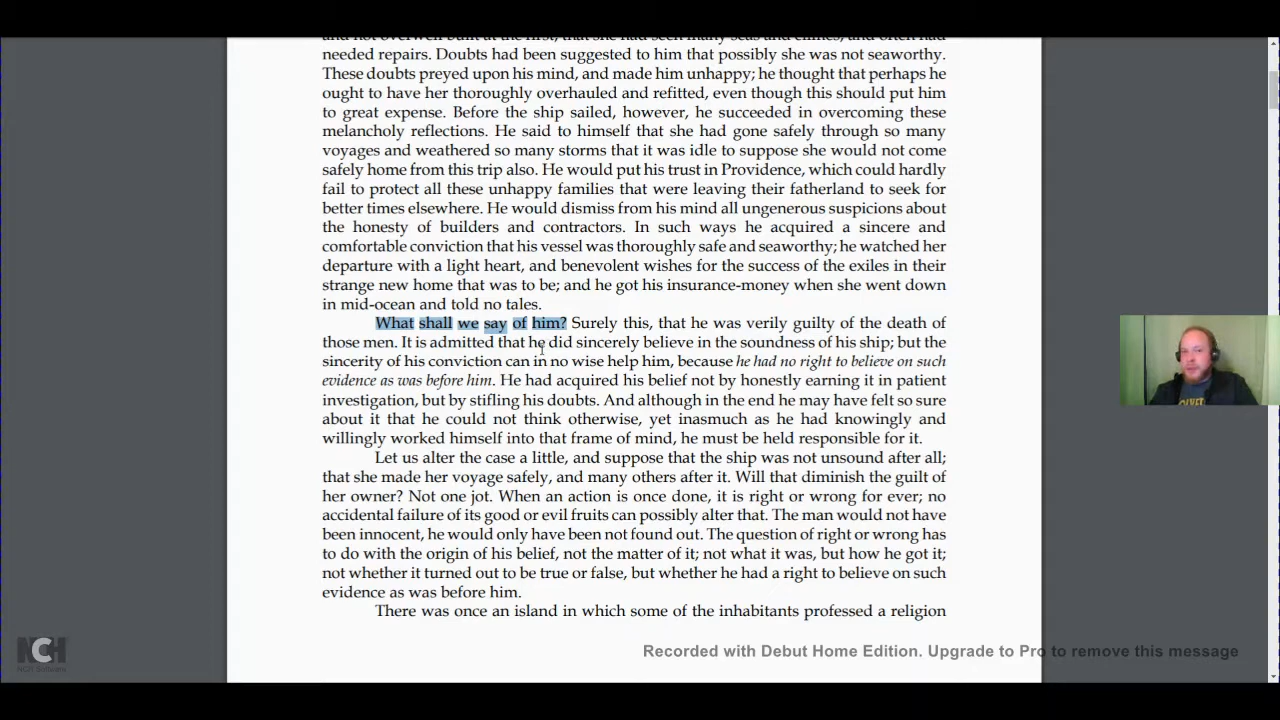 and not overwell built at the first; that she had seen many seas and climes, and often had
needed repairs. Doubts had been suggested to him that possibly she was not seaworthy.
These doubts preyed upon his mind, and made him unhappy; he thought that perhaps he
ought to have her thoroughly overhauled and refitted, even though this should put him
to great expense. Before the ship sailed, however, he succeeded in overcoming these
melancholy reflections. He said to himself that she had gone safely through so many
voyages and weathered so many storms that it was idle to suppose she would not come
safely home from this trip also. He would put his trust in Providence, which could hardly
fail to protect all these unhappy families that were leaving their fatherland to seek for
better times elsewhere. He would dismiss from his mind all ungenerous suspicions about
the honesty of builders and contractors. In such ways he acquired a sincere and
comfortable conviction that his vessel was thoroughly safe and seaworthy; he watched her
departure with a light heart, and benevolent wishes for the success of the exiles in their
strange new home that was to be; and he got his insurance-money when she went down
in mid-ocean and told no tales.
What shall we say of him? Surely this, that he was verily guilty of the death of
those men. It is admitted that he did sincerely believe in the soundness of his ship; but the
sincerity of his conviction can in no wise help him, because he had no right to believe on such
evidence as was before him. He had acquired his belief not by honestly earning it in patient
investigation, but by stifling his doubts. And although in the end he may have felt so sure
about it that he could not think otherwise, yet inasmuch as he had knowingly and
willingly worked himself into that frame of mind, he must be held responsible for it.
Let us alter the case a little, and suppose that the ship was not unsound after all;
that she made her voyage safely, and many others after it. Will that diminish the guilt of
her owner? Not one jot. When an action is once done, it is right or wrong for ever; no
accidental failure of its good or evil fruits can possibly alter that. The man would not have
been innocent, he would only have been not found out. The question of right or wrong has
to do with the origin of his belief, not the matter of it; not what it was, but how he got it;
not whether it turned out to be true or false, but whether he had a right to believe on such
evidence as was before him.
There was once an island in which some of the inhabitants professed a religion
NCH
NCH Software
Recorded with Debut Home Edition. Upgrade to Pro to remove this message